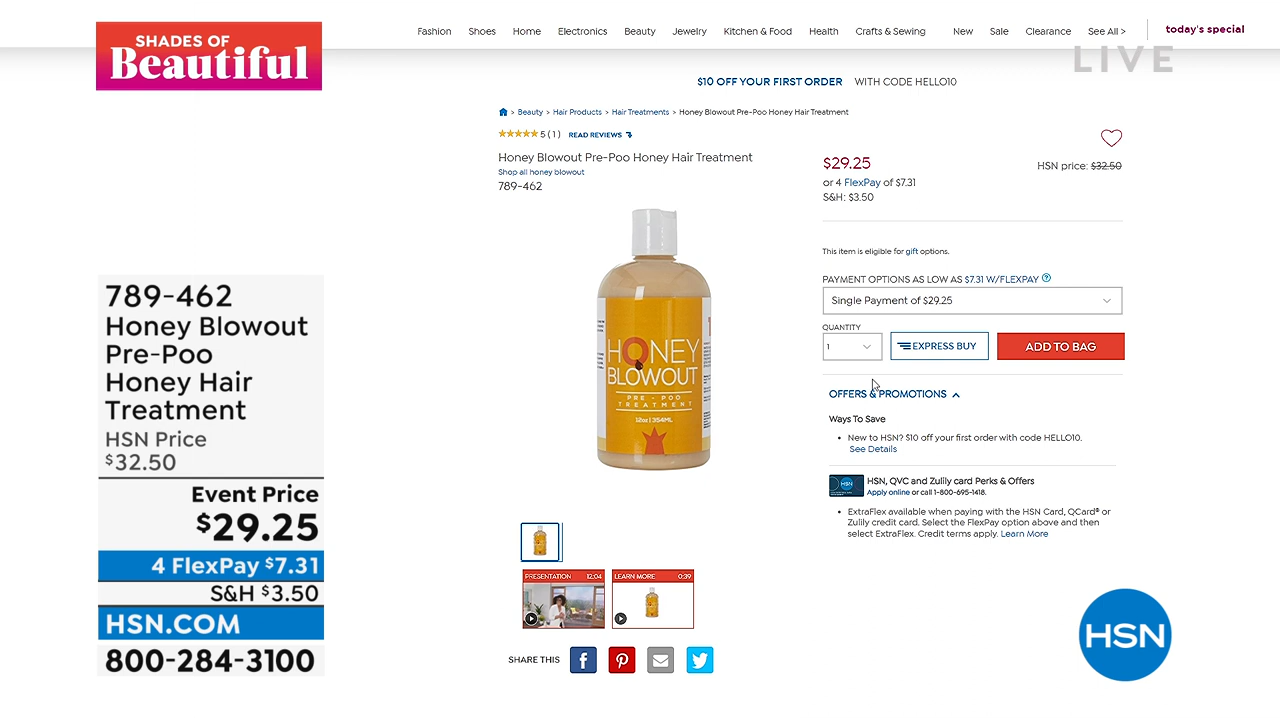 SHADES OF
Beautiful
Fashion Shoes Home Electronics Beauty Jewelry Kitchen & Food Health Crafts & Sewing New Sale Clearance See All > today's special
LIVE
$10 OFF YOUR FIRST ORDER WITH CODE HELLO10
> Beauty > Hair Products > Hair Treatments > Honey Blowout Pre-Poo Honey Hair Treatment
5 (1) READ REVIEWS
Honey Blowout Pre-Poo Honey Hair Treatment
Shop all honey blowout
789-462
$29.25 HSN price: $32.50
or 4 FlexPay of $7.31
S&H: $3.50
This item is eligible for gift options.
PAYMENT OPTIONS AS LOW AS $7.31 W/FLEXPAY ?
Single Payment of $29.25
QUANTITY
1 EXPRESS BUY ADD TO BAG
OFFERS & PROMOTIONS
Ways To Save
• New to HSN? $10 off your first order with code HELLO10.
See Details
HSN
HSN, QVC and Zulily card Perks & Offers
Apply online or call 1-800-695-1418.
• ExtraFlex available when paying with the HSN Card, QCard® or
Zulily credit card. Select the FlexPay option above and then
select ExtraFlex. Credit terms apply. Learn More
HONEY
BLOWOUT
PRE-POO
TREATMENT
12oz | 354ML
PRESENTATION 12:04
LEARN MORE 0:39
SHARE THIS
789-462
Honey Blowout
Pre-Poo
Honey Hair
Treatment
HSN Price
$32.50
Event Price
$29.25
4 FlexPay $7.31
S&H $3.50
HSN.COM
800-284-3100
HSN